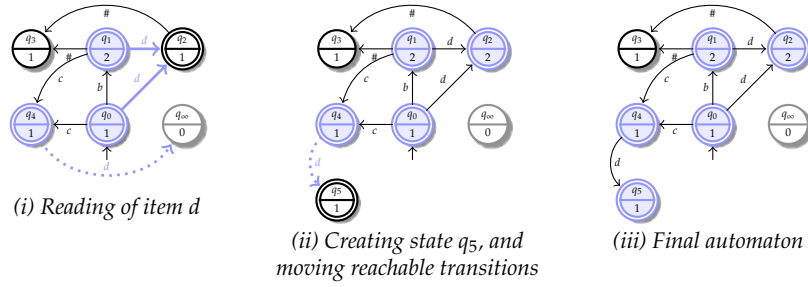 #
q₃ q₁ d q₂
1 2 1
#
c d
b
q₄ c q₀ q∞
1 1 0
d
(i) Reading of item d
#
q₃ q₁ d q₂
1 2 2
#
c d
b
q₄ c q₀ q∞
1 1 0
d
q₅
1
(ii) Creating state q₅, and
moving reachable transitions
#
q₃ q₁ d q₂
1 2 2
#
c d
b
q₄ c q₀ q∞
1 1 0
d
q₅
1
(iii) Final automaton